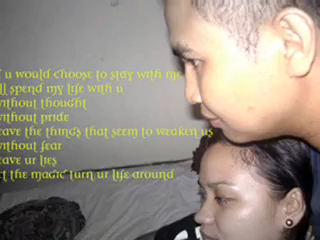 f u would choose to stay with me
ll spend my life with u
without thought
without pride
eave the things that seem to weaken us
without fear
eave ur lies
et the magic turn ur life around